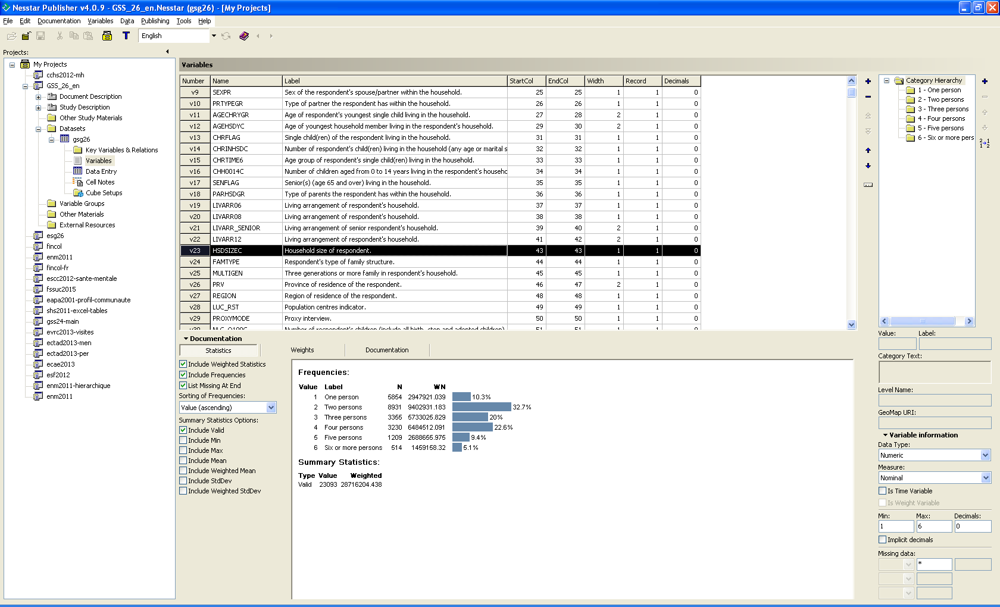 Nesstar Publisher v4.0.9 - GSS_26_en.Nesstar (gsg26) - [My Projects]
File Edit Documentation Variables Data Publishing Tools Help
English
Projects:
My Projects
cchs2012-mh
GSS_26_en
Document Description
Study Description
Other Study Materials
Datasets
gsg26
Key Variables & Relations
Variables
Data Entry
Cell Notes
Cube Setups
Variable Groups
Other Materials
External Resources
esg26
fincol
enm2011
fincol-fr
escc2012-sante-mentale
fssuc2015
eapa2001-profil-communaute
shs2011-excel-tables
gss24-main
evrc2013-visites
ectad2013-men
ectad2013-per
ecae2013
esf2012
enm2011-hierarchique
enm2011
Variables
Number Name Label StartCol EndCol Width Record Decimals
v9 SEXPR Sex of the respondent's spouse/partner within the household. 25 25 1 1 0
v10 PRTYPEGR Type of partner the respondent has within the household. 26 26 1 1 0
v11 AGECHRYGR Age of respondent's youngest single child living in the household. 27 28 2 1 0
v12 AGEHSDYC Age of youngest household member living in the respondent's household. 29 30 2 1 0
v13 CHRFLAG Single child(ren) of the respondent living in the household. 31 31 1 1 0
v14 CHRINHSDC Number of respondent's child(ren) living in the household (any age or marital s 32 32 1 1 0
v15 CHRTIME6 Age group of respondent's single child(ren) living in the household. 33 33 1 1 0
v16 CHH0014C Number of children aged from 0 to 14 years living in the respondent's househo 34 34 1 1 0
v17 SENFLAG Senior(s) (age 65 and over) living in the household. 35 35 1 1 0
v18 PARHSDGR Type of parents the respondent has within the household. 36 36 1 1 0
v19 LIVARR06 Living arrangement of respondent's household. 37 37 1 1 0
v20 LIVARR08 Living arrangement of respondent's household. 38 38 1 1 0
v21 LIVARR_SENIOR Living arrangement of senior respondent's household. 39 40 2 1 0
v22 LIVARR12 Living arrangement of respondent's household. 41 42 2 1 0
v23 HSDSIZEC Household size of respondent. 43 43 1 1 0
v24 FAMTYPE Respondent's type of family structure. 44 44 1 1 0
v25 MULTIGEN Three generations or more family in respondent's household. 45 45 1 1 0
v26 PRV Province of residence of the respondent. 46 47 2 1 0
v27 REGION Region of residence of the respondent. 48 48 1 1 0
v28 LUC_RST Population centres indicator. 49 49 1 1 0
v29 PROXYMODE Proxy interview. 50 50 1 1 0
Number of respondent's children (include all birth, step and adopted children) 51 51 1 1 0
Documentation
Statistics Weights Documentation
Include Weighted Statistics
Include Frequencies
List Missing At End
Sorting of Frequencies:
Value (ascending)
Summary Statistics Options:
Include Valid
Include Min
Include Max
Include Mean
Include Weighted Mean
Include StdDev
Include Weighted StdDev
Frequencies:
Value Label N WN
1 One person 5854 2947921.039 10.3%
2 Two persons 8931 9402931.183 32.7%
3 Three persons 3355 5733025.829 20%
4 Four persons 3230 6484512.091 22.6%
5 Five persons 1209 2688655.975 9.4%
6 Six or more persons 514 1459158.32 5.1%
Summary Statistics:
Type Value Weighted
Valid 23093 28716204.438
Category Hierarchy
1 - One person
2 - Two persons
3 - Three persons
4 - Four persons
5 - Five persons
6 - Six or more pers
Value: Label:
Category Text:
Level Name:
GeoMap URI:
Variable information
Data Type:
Numeric
Measure:
Nominal
Is Time Variable
Is Weight Variable
Min: Max: Decimals:
1 6 0
Implicit decimals
Missing data:
*